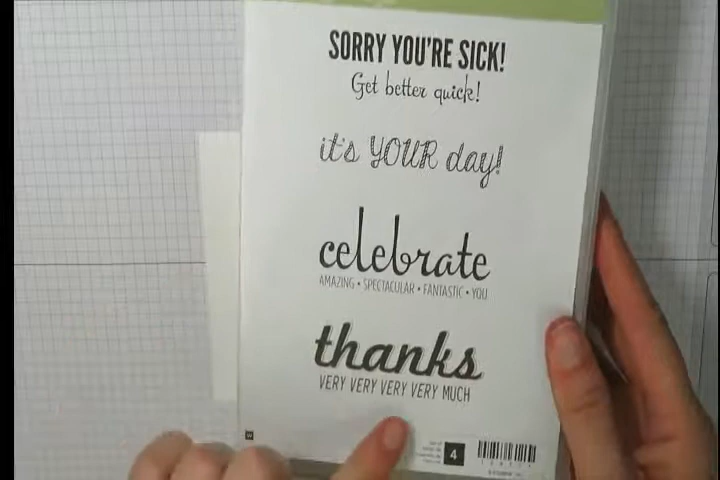 SORRY YOU'RE SICK!
Get better quick!
it's YOUR day!
celebrate
AMAZING • SPECTACULAR • FANTASTIC • YOU
thanks
VERY VERY VERY VERY MUCH
W
4